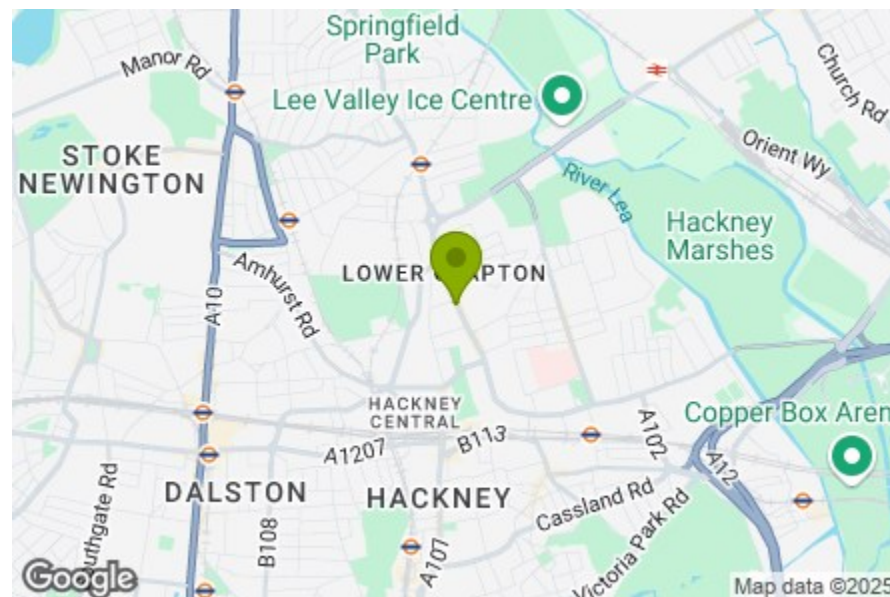 Springfield
Park
Manor Rd
Lee Valley Ice Centre
Church Rd
Orient Wy
STOKE
NEWINGTON
River Lea
Hackney
Marshes
LOWER
Amhurst Rd
A10
HACKNEY
CENTRAL
A102
Copper Box Aren
B113
A1207
A12
DALSTON
HACKNEY
Cassland Rd
Victoria Park Rd
B108
A107
Google
Map data ©2025